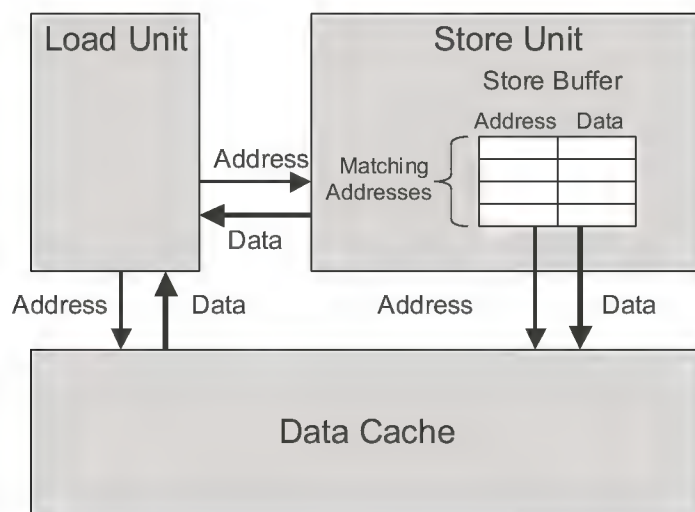 Load Unit
Store Unit
Store Buffer
Address Data
Matching
Addresses
Address
Data
Address
Data
Address
Data
Data Cache